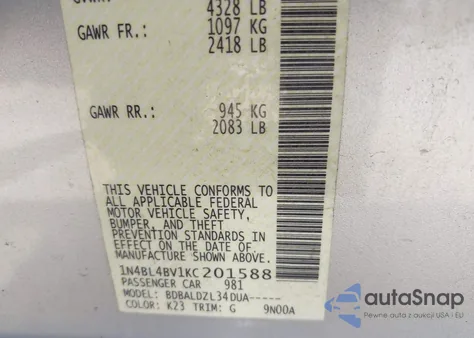 4328 LB
GAWR FR.: 1097 KG
2418 LB
GAWR RR.: 945 KG
2083 LB
THIS VEHICLE CONFORMS TO
ALL APPLICABLE FEDERAL
MOTOR VEHICLE SAFETY,
BUMPER, AND THEFT
PREVENTION STANDARDS IN
EFFECT ON THE DATE OF
MANUFACTURE SHOWN ABOVE.
1N4BL4BV1KC201588
PASSENGER CAR 981
MODEL: BDBALDZL34DUA-----
COLOR: K23 TRIM: G 9N00A
autoSnap
Pewne auta z aukcji USA i EU